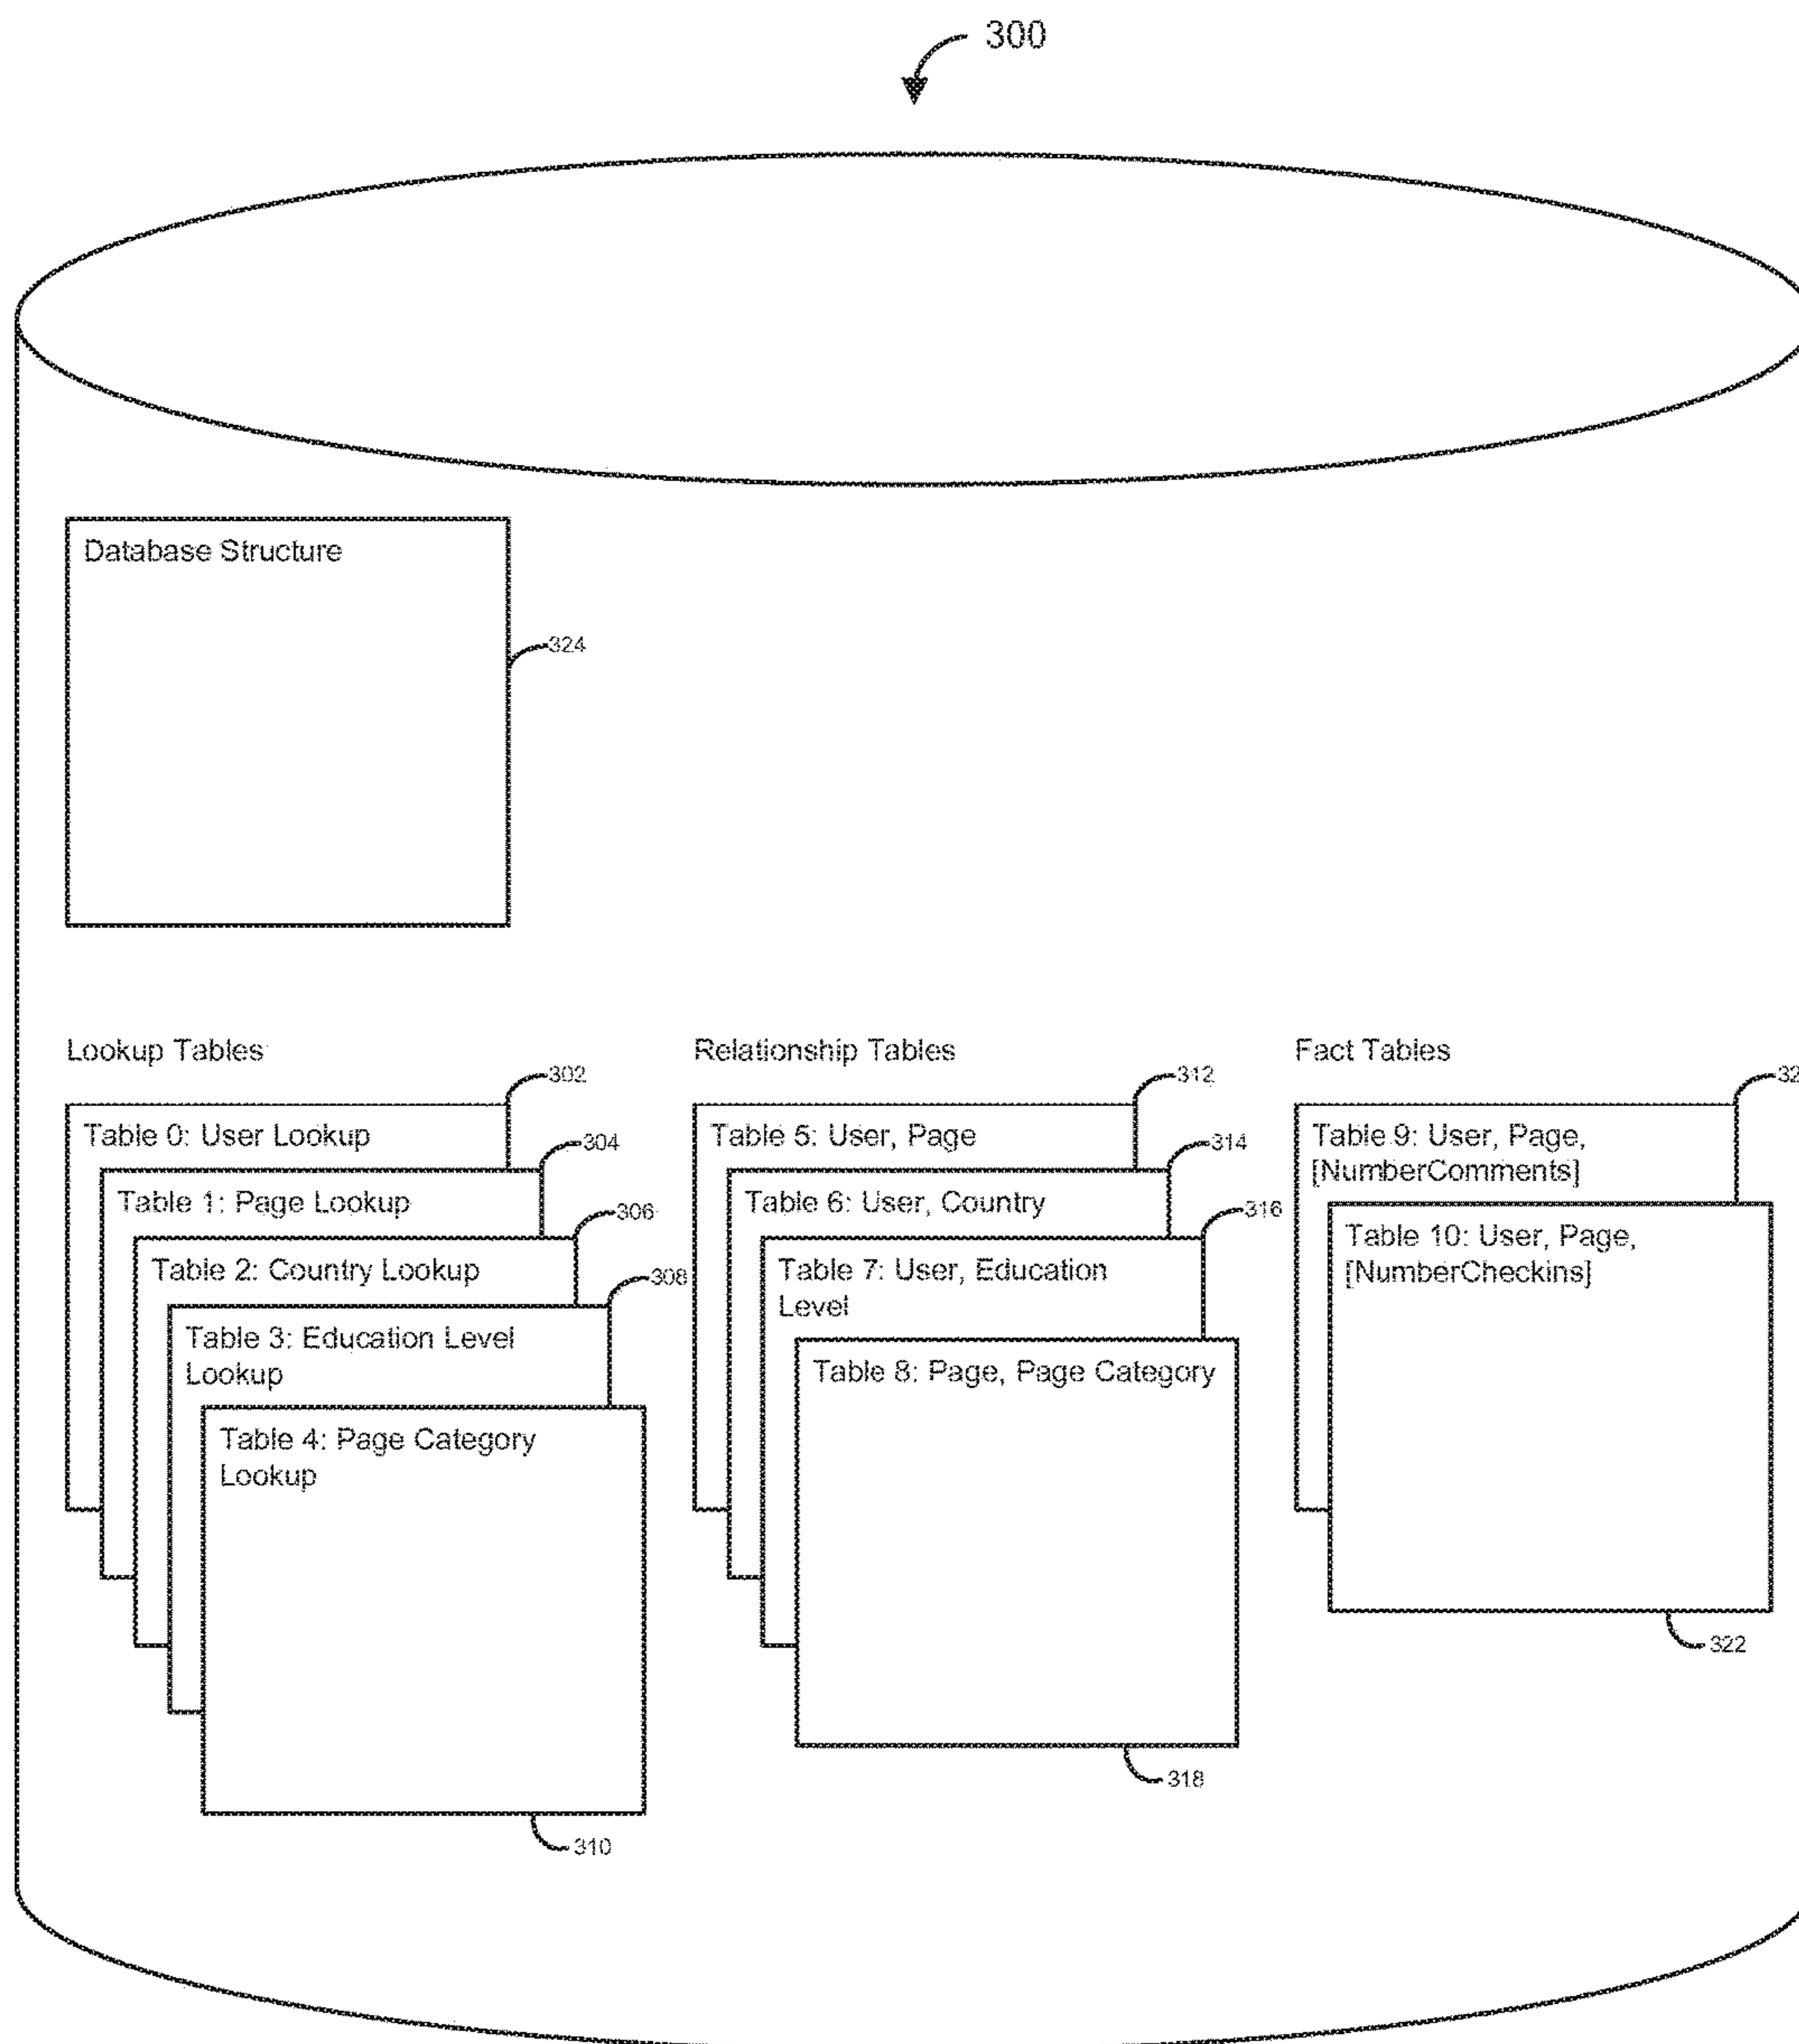 300
Database Structure
324
Lookup Tables
Relationship Tables
Fact Tables
302
312
Table 0: User Lookup
304
Table 5: User, Page
314
Table 9: User, Page,
[NumberComments]
Table 1: Page Lookup
306
Table 6: User, Country
316
Table 10: User, Page,
[NumberCheckins]
Table 2: Country Lookup
308
Table 7: User, Education
Level
Table 3: Education Level
Lookup
Table 8: Page, Page Category
Table 4: Page Category
Lookup
322
318
310